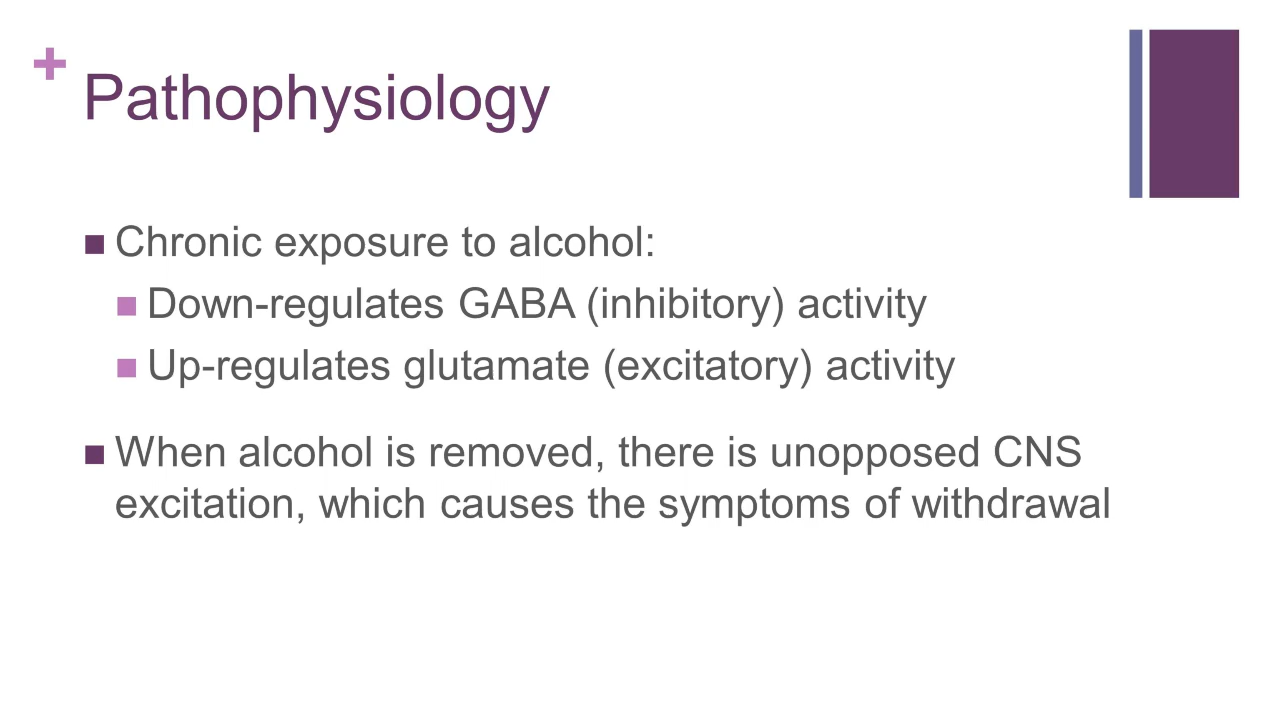 Pathophysiology
Chronic exposure to alcohol:
Down-regulates GABA (inhibitory) activity
Up-regulates glutamate (excitatory) activity
When alcohol is removed, there is unopposed CNS
excitation, which causes the symptoms of withdrawal